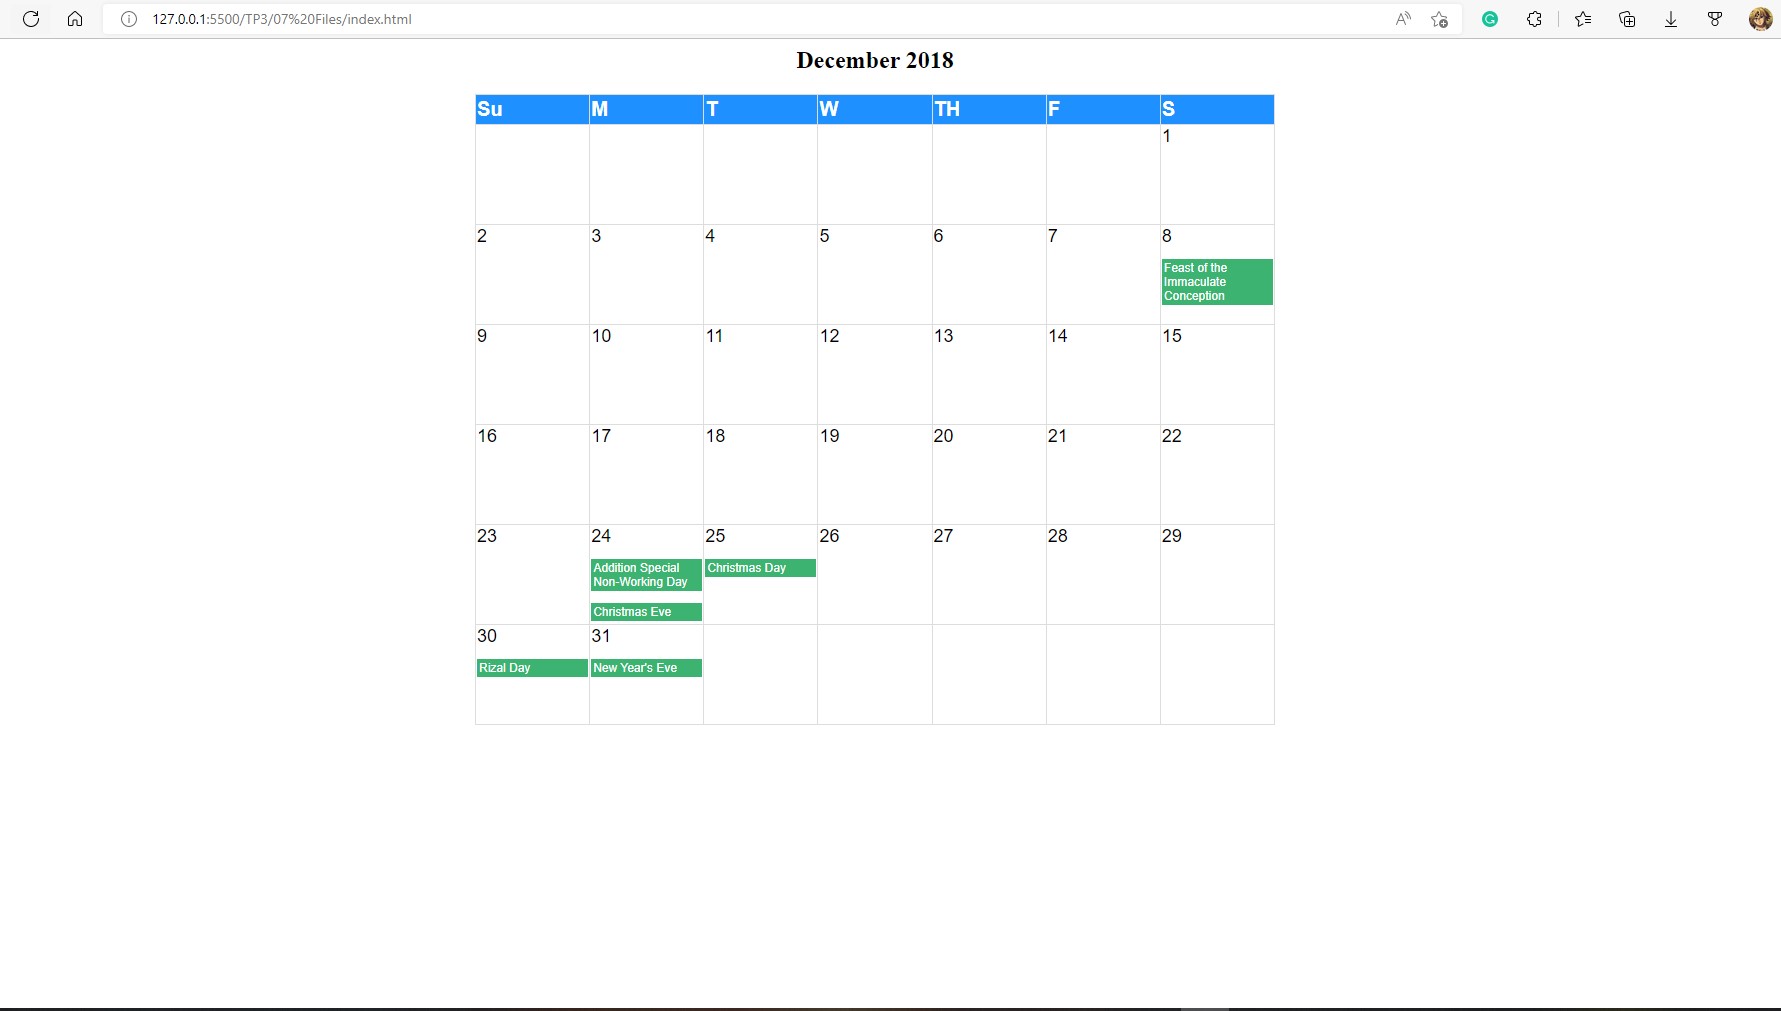 127.0.0.1:5500/TP3/07%20Files/index.html
December 2018
Su M T W TH F S
1
2 3 4 5 6 7 8
Feast of the
Immaculate
Conception
9 10 11 12 13 14 15
16 17 18 19 20 21 22
23 24 25 26 27 28 29
Addition Special
Non-Working Day
Christmas Eve
Christmas Day
30 31
Rizal Day
New Year's Eve